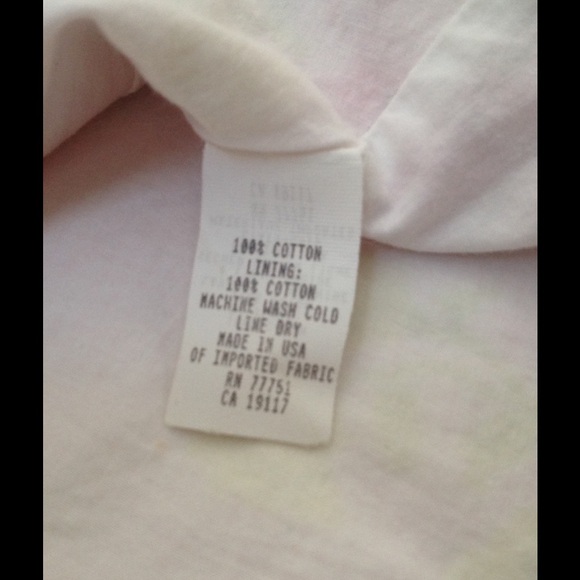 100% COTTON
LINING:
100% COTTON
MACHINE WASH COLD
LINE DRY
MADE IN USA
OF IMPORTED FABRIC
RN 77751
CA 19117